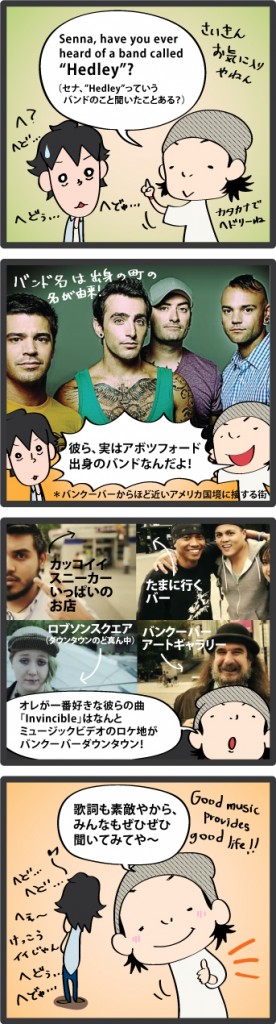 Senna, have you ever
heard of a band called
“Hedley”?
(セナ、“Hedley”っていう
バンドのこと聞いたことある？)
さいきん
お気に入り
やねん
へ？
へど…
へどぅ…
へどゅ…
カタカナで
ヘドリーね
バンド名は出身の町の
名が由来！
彼ら、実はアボツフォード
出身のバンドなんだよ！
＊バンクーバーからほど近いアメリカ国境に接する街
カッコイイ
スニーカー
いっぱいの
お店
たまに行く
バー
ロブソンスクエア
(ダウンタウンのど真ん中)
バンクーバー
アートギャラリー
オレが一番好きな彼らの曲
「Invincible」はなんと
ミュージックビデオのロケ地が
バンクーバーダウンタウン！
歌詞も素敵やから、
みんなもぜひぜひ
聞いてみてや〜
Good music
provides
good life!!
へど…
へど…
へぇ〜
けっこう
イイじゃん
へどぅ…
へでゅ…